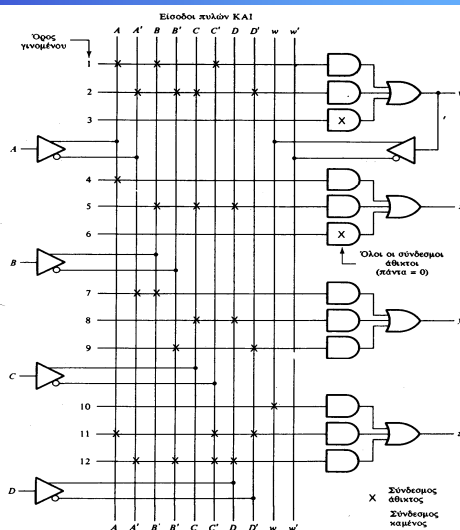 Είσοδοι πυλών ΚΑΙ
Όρος γινομένου
A A' B B' C C' D D' w w'
1
2
3
A
4
5
6
Όλοι οι σύνδεσμοι
άθικτοι
(πάντα = 0)
B
7
8
9
C
10
11
12
D
X Σύνδεσμος
άθικτος
Σύνδεσμος
καμένος
A A' B' B' C C' D D' w w'